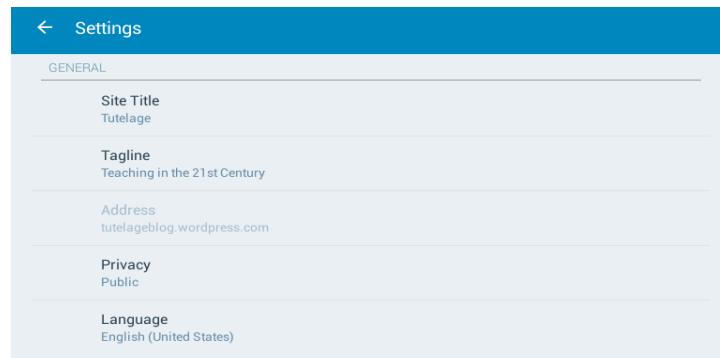 Settings
GENERAL
Site Title
Tutelage
Tagline
Teaching in the 21st Century
Address
tutelageblog.wordpress.com
Privacy
Public
Language
English (United States)